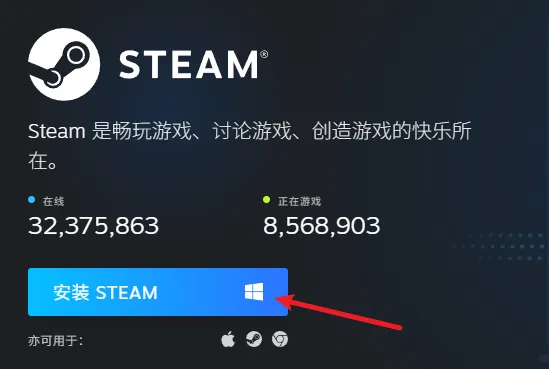 STEAM®
Steam 是畅玩游戏、讨论游戏、创造游戏的快乐所
在。
在线
正在游戏
32,375,863
8,568,903
安装 STEAM
亦可用于：